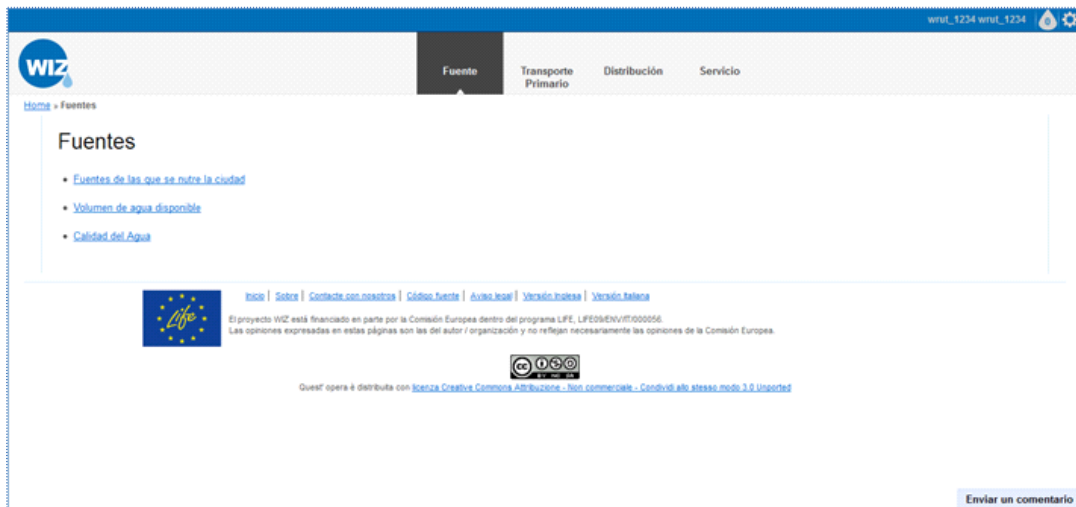 wrut_1234 wrut_1234
0
WIZ
Fuente
Transporte
Primario
Distribución
Servicio
Home » Fuentes
Fuentes
• Fuentes de las que se nutre la ciudad
• Volumen de agua disponible
• Calidad del Agua
Life
Inicio | Sobre | Contacte con nosotros | Código fuente | Aviso legal | Versión Inglesa | Versión Italiana
El proyecto WIZ está financiado en parte por la Comisión Europea dentro del programa LIFE, LIFE09/ENV/IT/000056.
Las opiniones expresadas en estas páginas son las del autor / organización y no reflejan necesariamente las opiniones de la Comisión Europea.
cc
BY NC SA
Quest' opera è distribuita con licenza Creative Commons Attribuzione - Non commerciale - Condividi allo stesso modo 3.0 Unported
Enviar un comentario